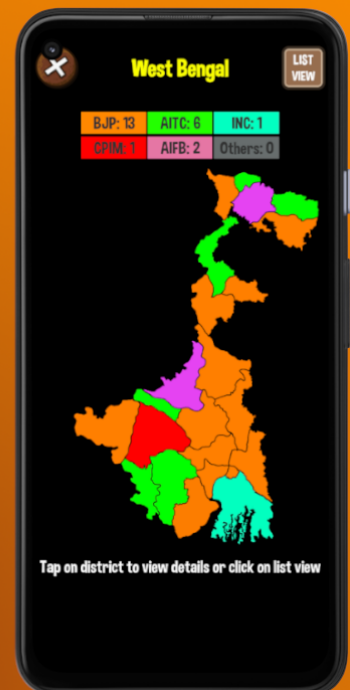 West Bengal
LIST
VIEW
BJP: 13 AITC: 6 INC: 1
CPIM: 1 AIFB: 2 Others: 0
Tap on district to view details or click on list view